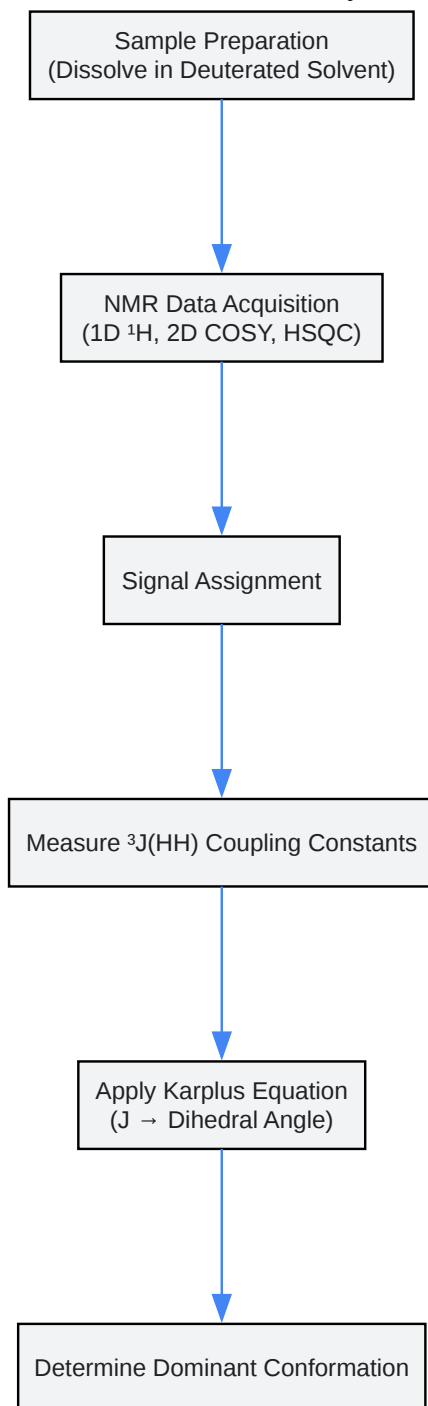 Sample Preparation
(Dissolve in Deuterated Solvent)
NMR Data Acquisition
(1D ¹H, 2D COSY, HSQC)
Signal Assignment
Measure ³J(HH) Coupling Constants
Apply Karplus Equation
(J → Dihedral Angle)
Determine Dominant Conformation